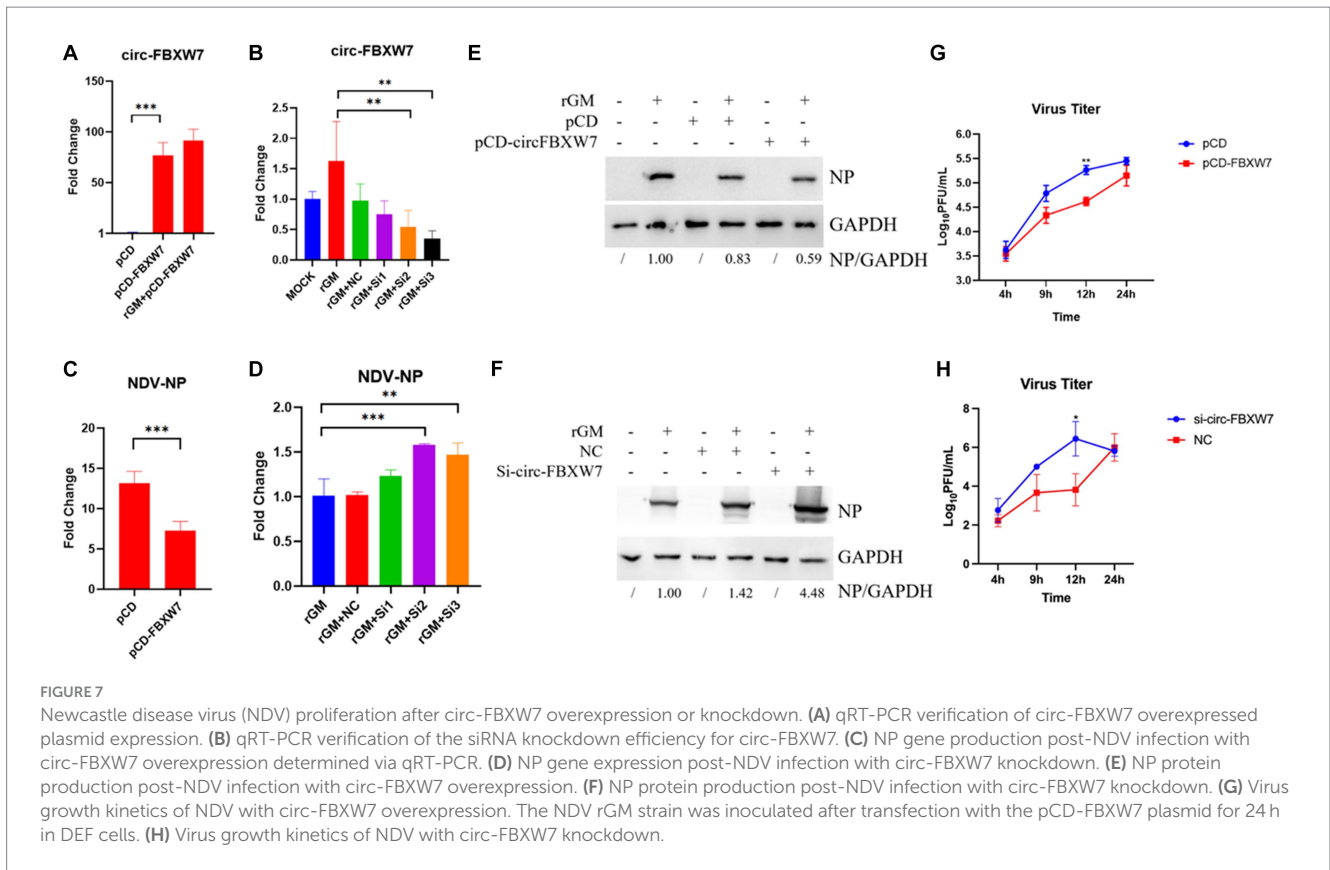 A
circ-FBXW7
Fold Change
150
100
50
1
***
pCD
pCD-FBXW7
rGM+pCD-FBXW7
B
circ-FBXW7
Fold Change
2.5
2.0
1.5
1.0
0.5
0.0
**
**
MOCK
rGM
rGM+NC
rGM+Si1
rGM+Si2
rGM+Si3
E
rGM - + - + - +
pCD - - + + - -
pCD-circFBXW7 - - - - + +
NP
GAPDH
/ 1.00 / 0.83 / 0.59 NP/GAPDH
G
Virus Titer
Log10PFU/mL
5.5
5.0
4.5
4.0
3.5
3.0
**
4h 9h 12h 24h
Time
pCD
pCD-FBXW7
C
NDV-NP
Fold Change
20
15
10
5
0
***
pCD
pCD-FBXW7
D
NDV-NP
Fold Change
2.0
1.5
1.0
0.5
0.0
**
***
rGM
rGM+NC
rGM+Si1
rGM+Si2
rGM+Si3
F
rGM - + - + - +
NC - - + + - -
Si-circ-FBXW7 - - - - + +
NP
GAPDH
/ 1.00 / 1.42 / 4.48 NP/GAPDH
H
Virus Titer
Log10PFU/mL
8
6
4
2
0
*
4h 9h 12h 24h
Time
si-circ-FBXW7
NC
FIGURE 7
Newcastle disease virus (NDV) proliferation after circ-FBXW7 overexpression or knockdown. (A) qRT-PCR verification of circ-FBXW7 overexpressed
plasmid expression. (B) qRT-PCR verification of the siRNA knockdown efficiency for circ-FBXW7. (C) NP gene production post-NDV infection with
circ-FBXW7 overexpression determined via qRT-PCR. (D) NP gene expression post-NDV infection with circ-FBXW7 knockdown. (E) NP protein
production post-NDV infection with circ-FBXW7 overexpression. (F) NP protein production post-NDV infection with circ-FBXW7 knockdown. (G) Virus
growth kinetics of NDV with circ-FBXW7 overexpression. The NDV rGM strain was inoculated after transfection with the pCD-FBXW7 plasmid for 24 h
in DEF cells. (H) Virus growth kinetics of NDV with circ-FBXW7 knockdown.